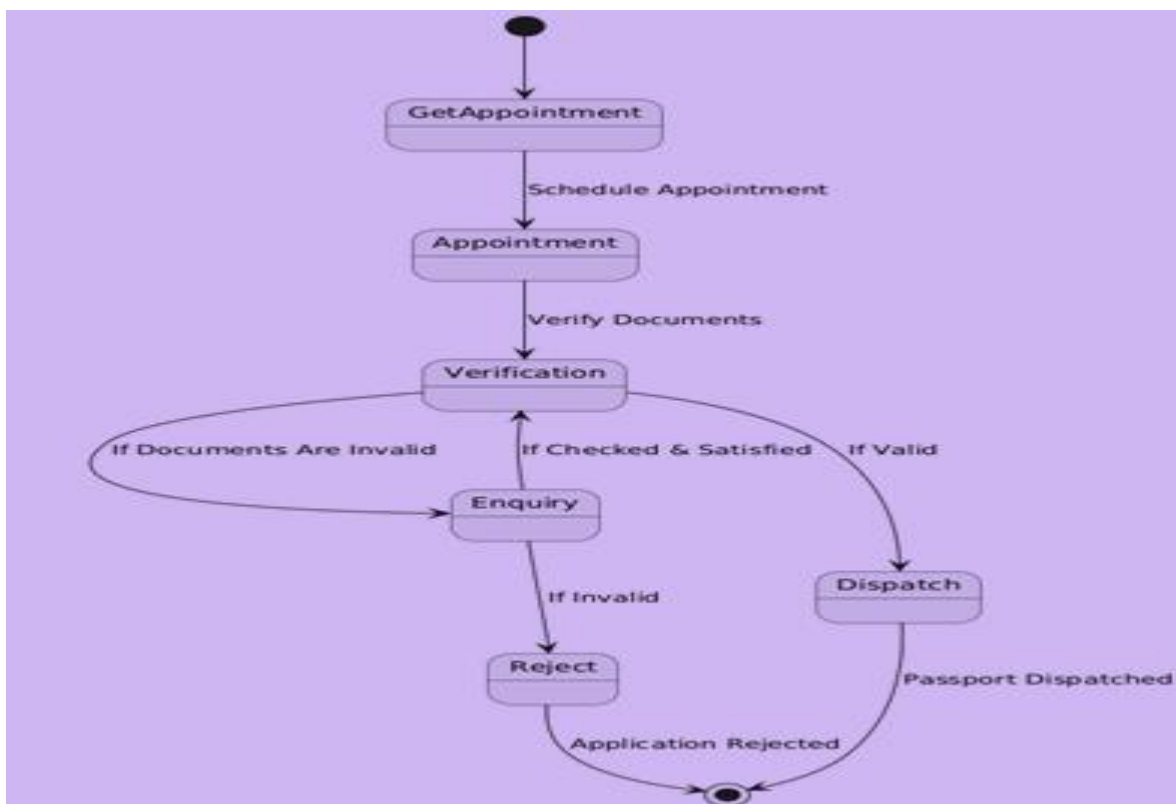 GetAppointment
Schedule Appointment
Appointment
Verify Documents
Verification
If Documents Are Invalid
If Checked & Satisfied
If Valid
Enquiry
Dispatch
If Invalid
Reject
Passport Dispatched
Application Rejected